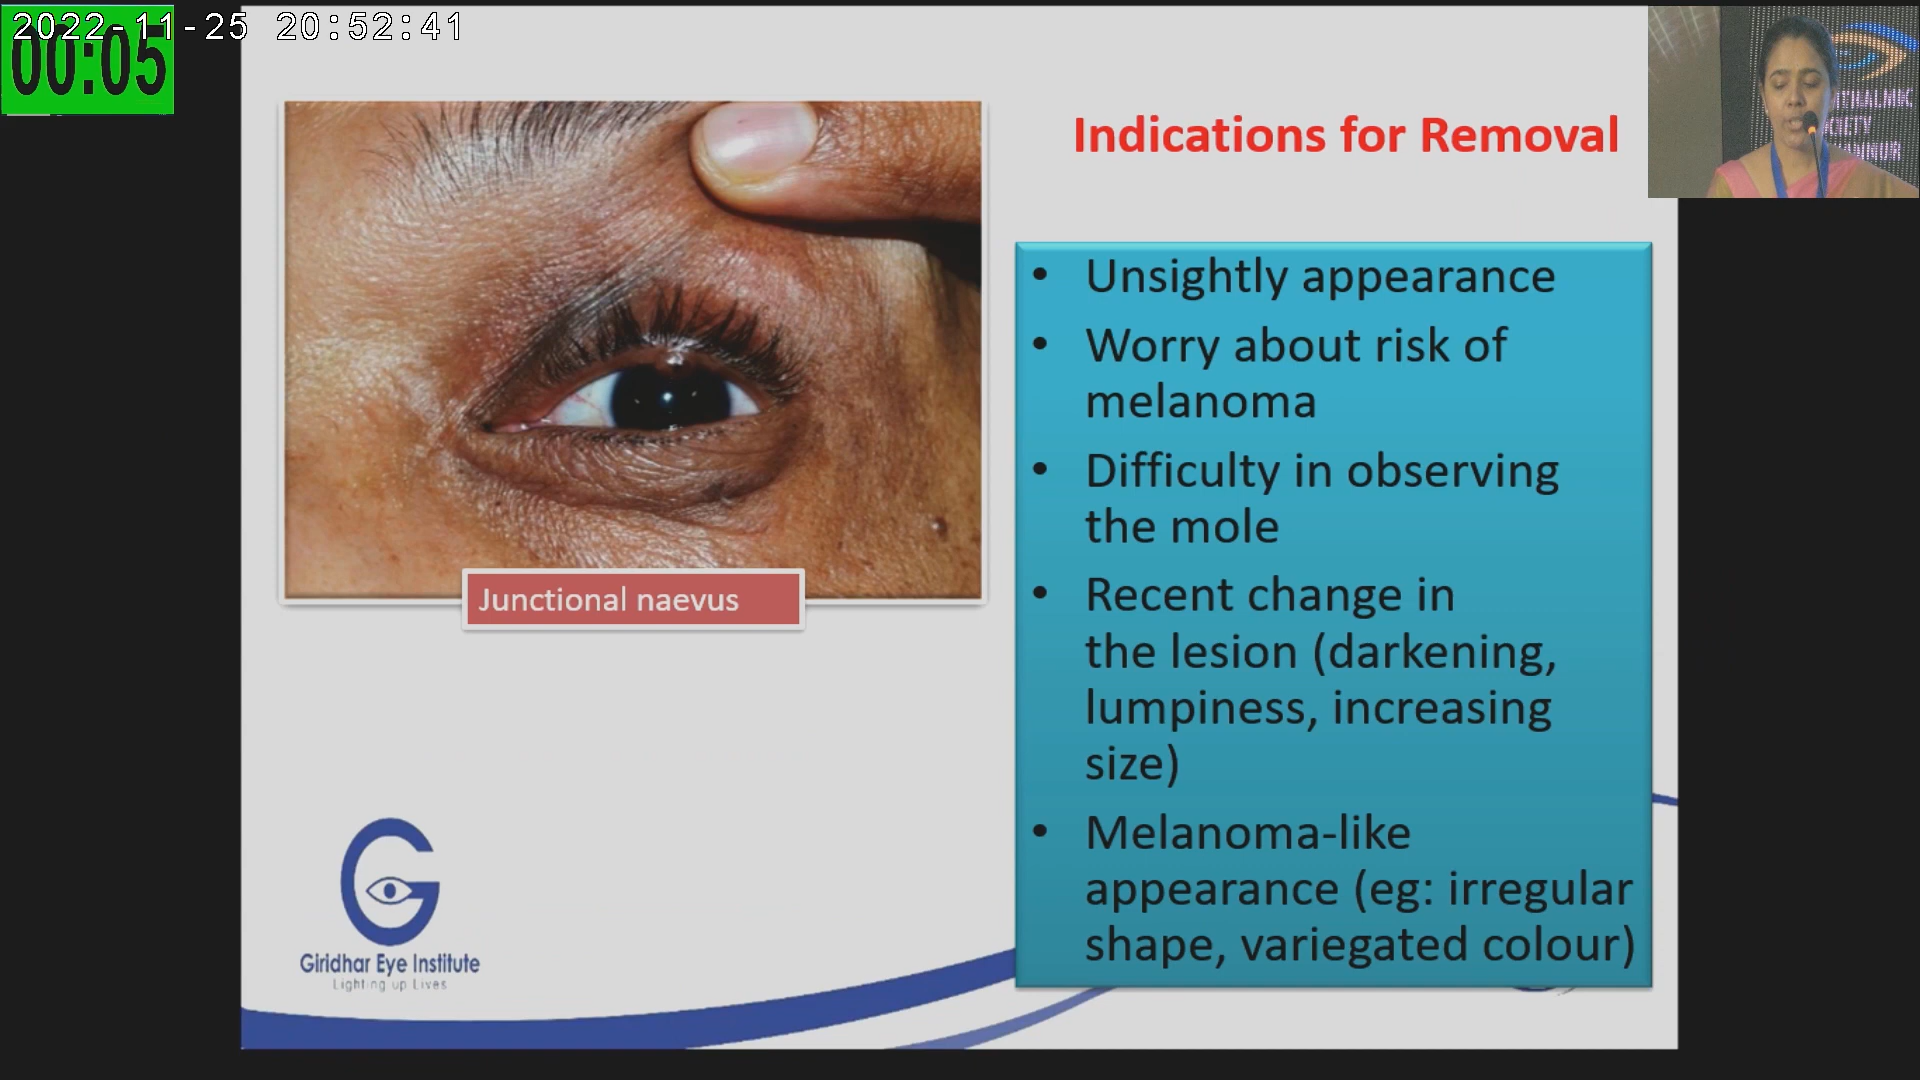 2022-11-25 20:52:41
00:05
Indications for Removal
• Unsightly appearance
• Worry about risk of
melanoma
• Difficulty in observing
the mole
• Recent change in
the lesion (darkening,
lumpiness, increasing
size)
• Melanoma-like
appearance (eg: irregular
shape, variegated colour)
Junctional naevus
Giridhar Eye Institute
Lighting up Lives